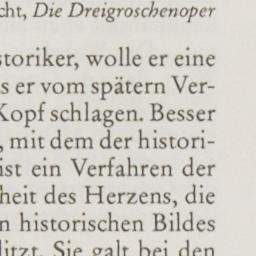 cht, Die Dreigroschenoper
storiker, wolle er eine
s er vom spätern Ver-
Kopf schlagen. Besser
, mit dem der histori-
ist ein Verfahren der
heit des Herzens, die
n historischen Bildes
litzt. Sie galt bei den